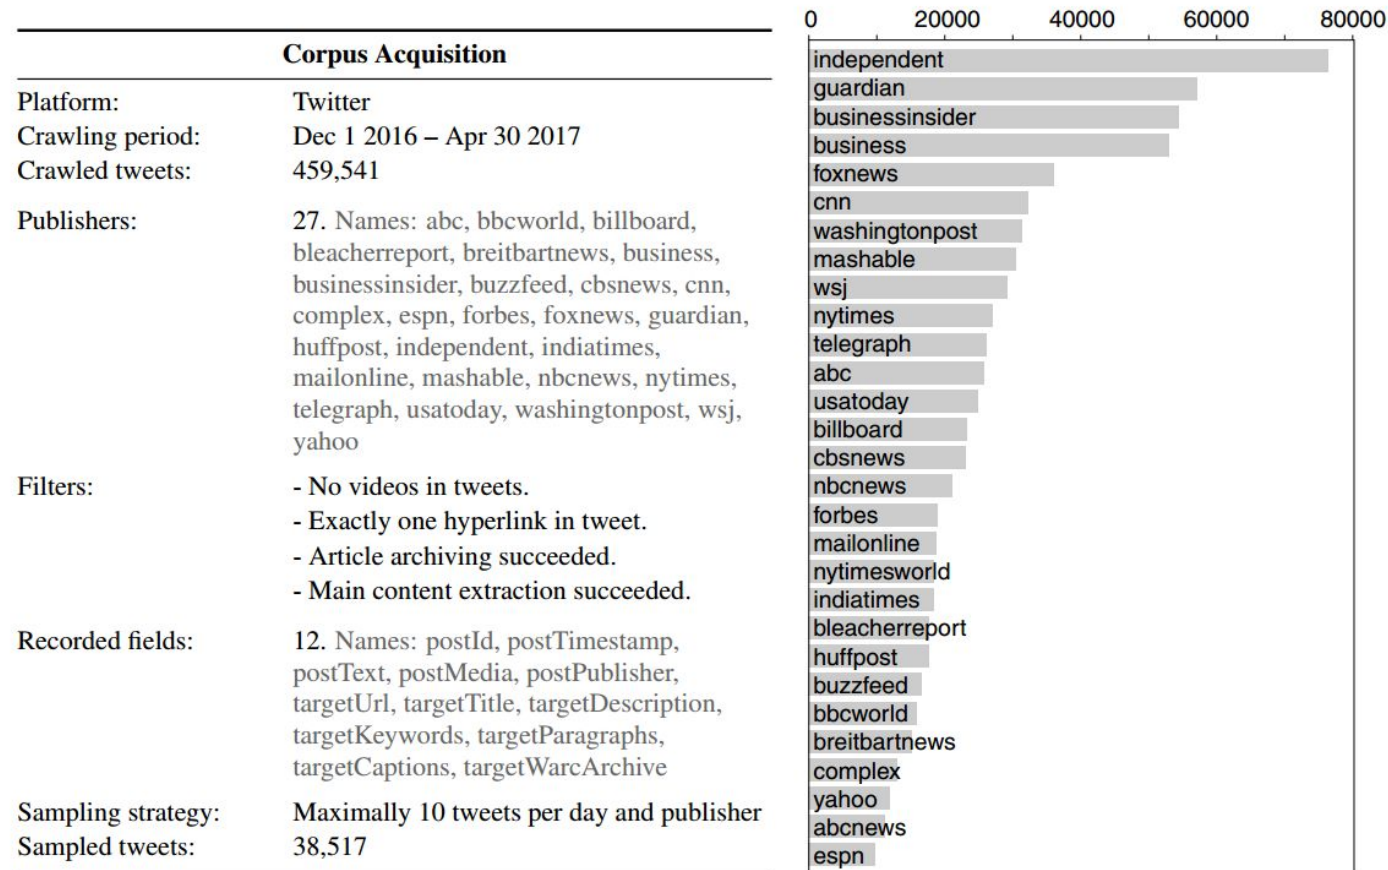 Corpus Acquisition
Platform: Twitter
Crawling period: Dec 1 2016 – Apr 30 2017
Crawled tweets: 459,541
Publishers: 27. Names: abc, bbcworld, billboard,
bleacherreport, breitbartnews, business,
businessinsider, buzzfeed, cbsnews, cnn,
complex, espn, forbes, foxnews, guardian,
huffpost, independent, indiatimes,
mailonline, mashable, nbcnews, nytimes,
telegraph, usatoday, washingtonpost, wsj,
yahoo
Filters: - No videos in tweets.
- Exactly one hyperlink in tweet.
- Article archiving succeeded.
- Main content extraction succeeded.
Recorded fields: 12. Names: postId, postTimestamp,
postText, postMedia, postPublisher,
targetUrl, targetTitle, targetDescription,
targetKeywords, targetParagraphs,
targetCaptions, targetWarcArchive
Sampling strategy: Maximally 10 tweets per day and publisher
Sampled tweets: 38,517
0 20000 40000 60000 80000
independent
guardian
businessinsider
business
foxnews
cnn
washingtonpost
mashable
wsj
nytimes
telegraph
abc
usatoday
billboard
cbsnews
nbcnews
forbes
mailonline
nytimesworld
indiatimes
bleacherreport
huffpost
buzzfeed
bbcworld
breitbartnews
complex
yahoo
abcnews
espn